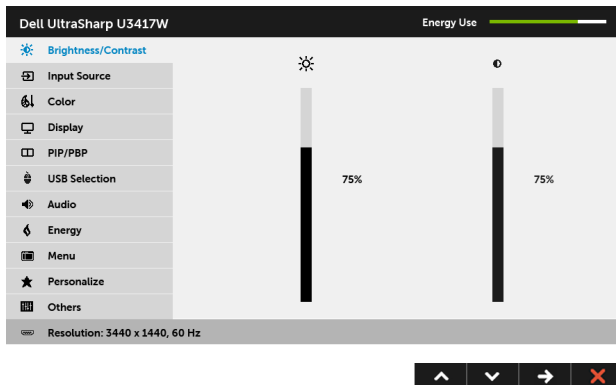 Dell UltraSharp U3417W
Energy Use
Brightness/Contrast
Input Source
Color
Display
PIP/PBP
USB Selection
Audio
Energy
Menu
Personalize
Others
75%
75%
Resolution: 3440 x 1440, 60 Hz